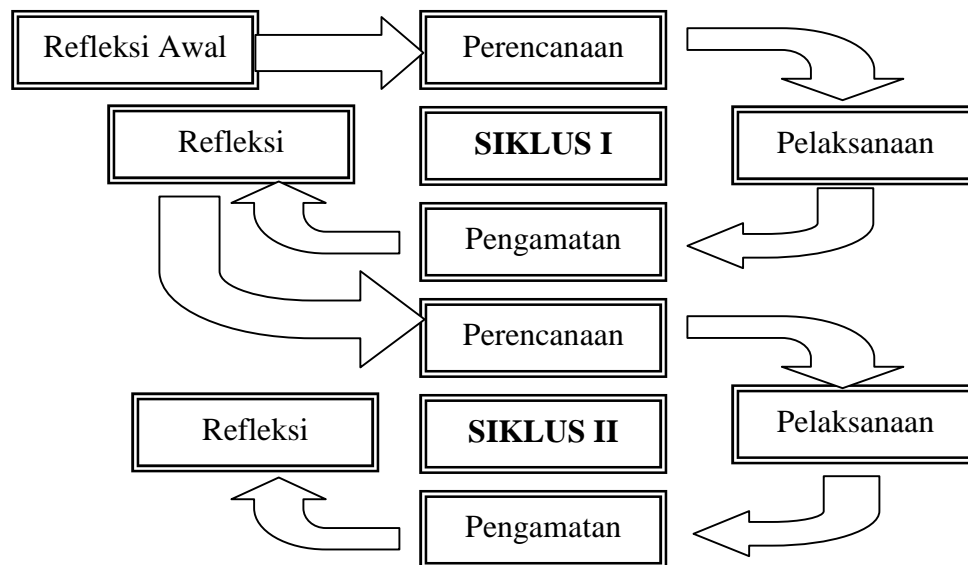 Refleksi Awal
Perencanaan
Refleksi
SIKLUS I
Pelaksanaan
Pengamatan
Perencanaan
Refleksi
SIKLUS II
Pelaksanaan
Pengamatan